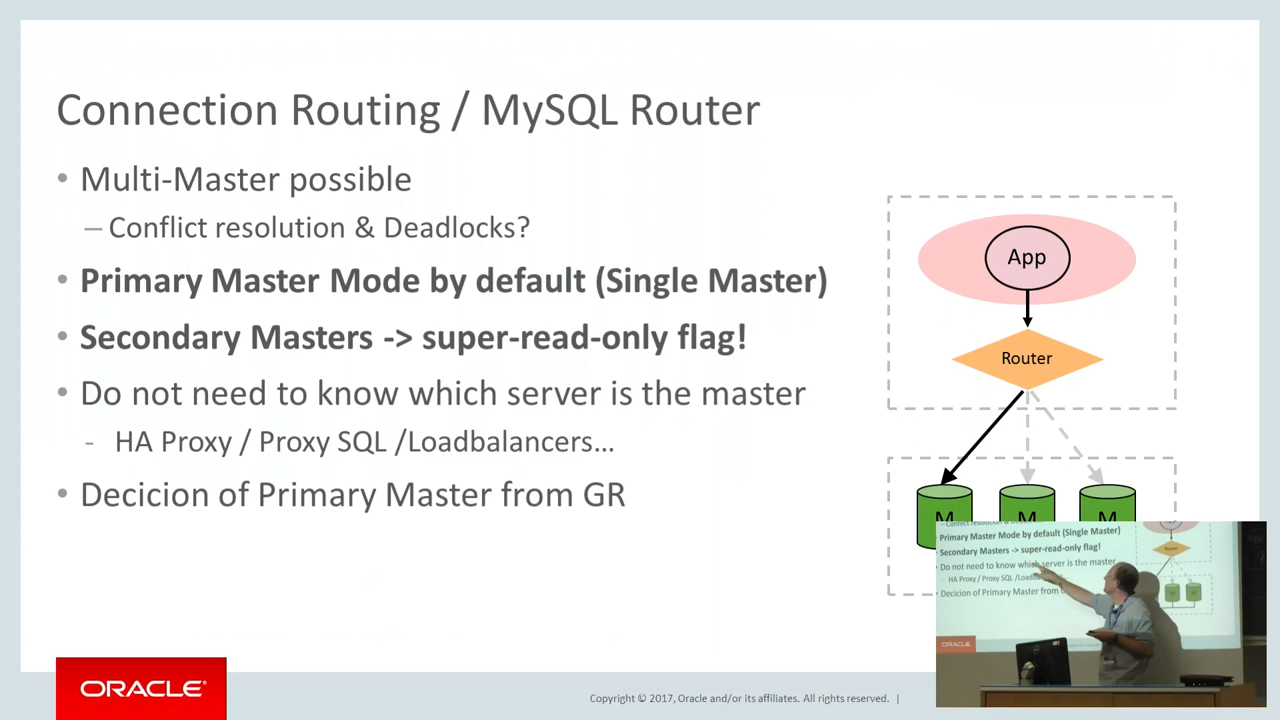 Connection Routing / MySQL Router
• Multi-Master possible
– Conflict resolution & Deadlocks?
• Primary Master Mode by default (Single Master)
• Secondary Masters -> super-read-only flag!
• Do not need to know which server is the master
- HA Proxy / Proxy SQL /Loadbalancers...
• Decicion of Primary Master from GR
App
Router
M M M
ORACLE
Copyright © 2017, Oracle and/or its affiliates. All rights reserved. |
Primary Master Mode by default (Single Master)
Secondary Masters -> super-read-only flag!
Do not need to know which server is the master
- HA Proxy / Proxy SQL /Load
Decicion of Primary Master from
ORACLE